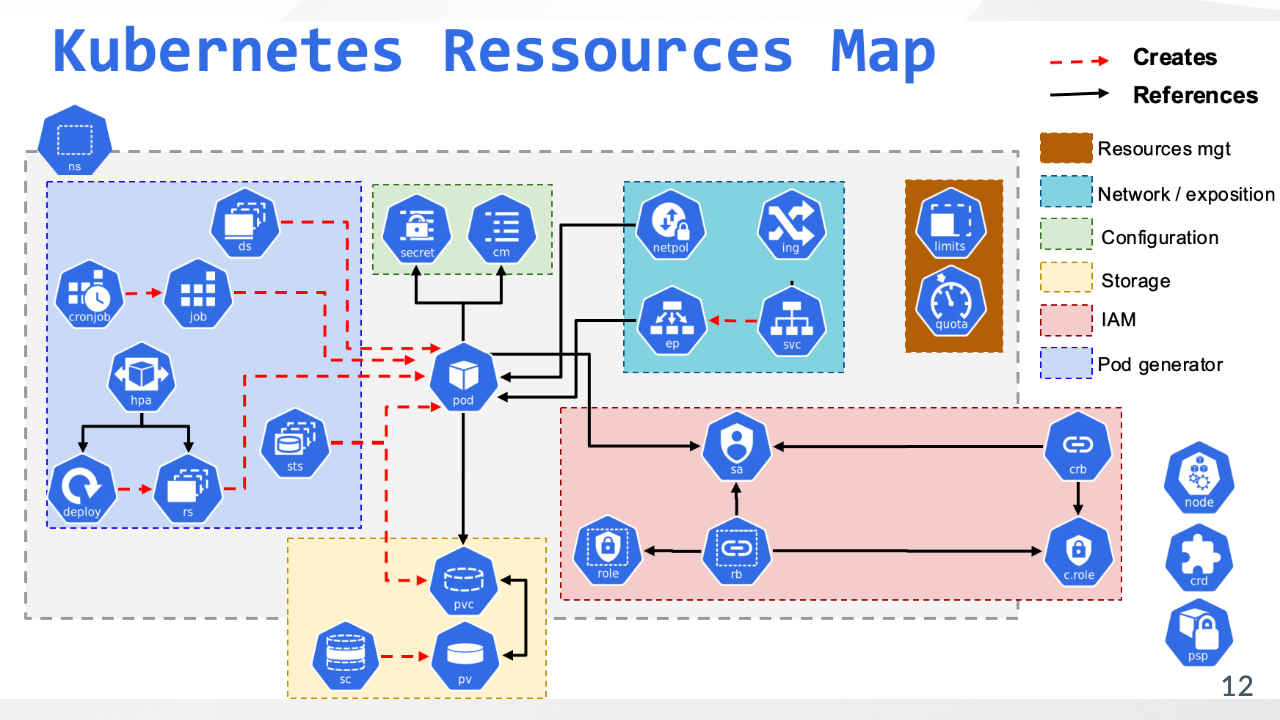 Kubernetes Ressources Map
Creates
References
Resources mgt
Network / exposition
Configuration
Storage
IAM
Pod generator
ns
ds
cronjob
job
hpa
deploy
rs
sts
secret
cm
pod
netpol
ing
ep
svc
limits
quota
sa
crb
role
rb
c.role
pvc
sc
pv
node
crd
psp
12